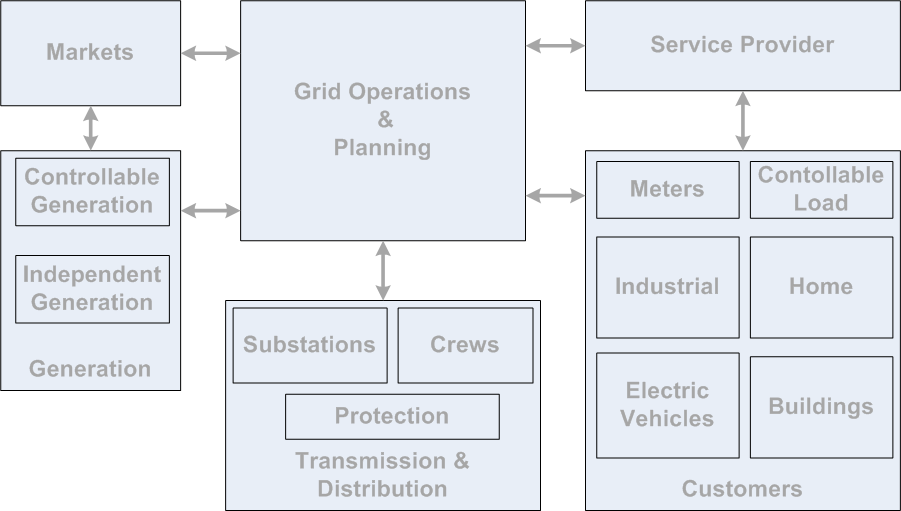 Markets
Grid Operations
&
Planning
Service Provider
Controllable
Generation
Independent
Generation
Generation
Substations
Crews
Protection
Transmission &
Distribution
Meters
Contollable
Load
Industrial
Home
Electric
Vehicles
Buildings
Customers